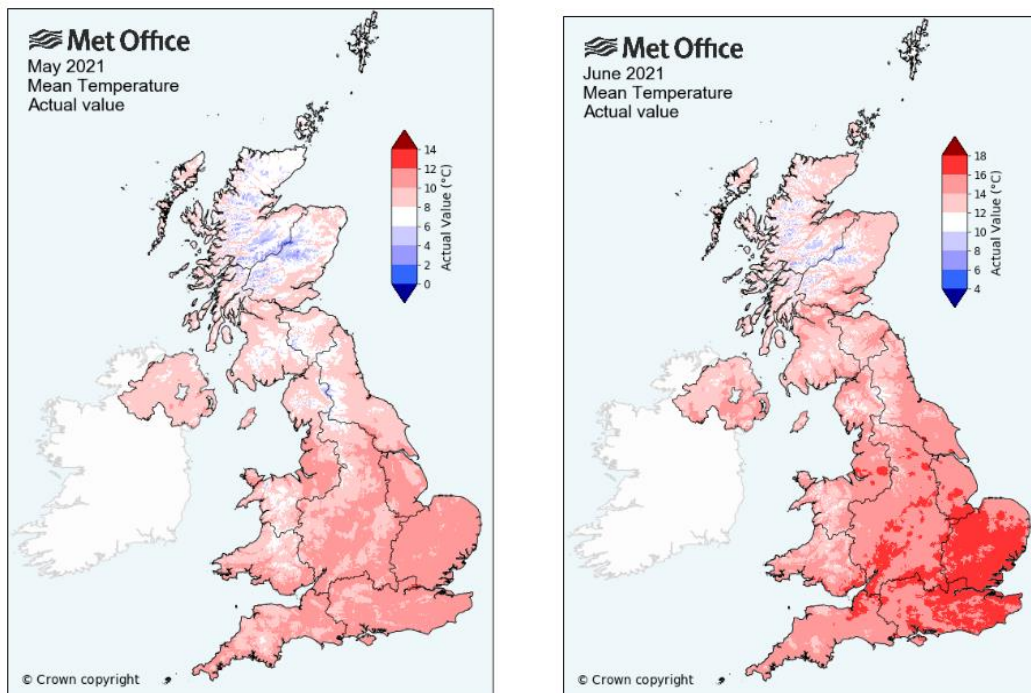 Met Office
May 2021
Mean Temperature
Actual value
14
12
10
8
6
4
2
0
Actual Value (°C)
© Crown copyright
Met Office
June 2021
Mean Temperature
Actual value
18
16
14
12
10
8
6
4
Actual Value (°C)
© Crown copyright